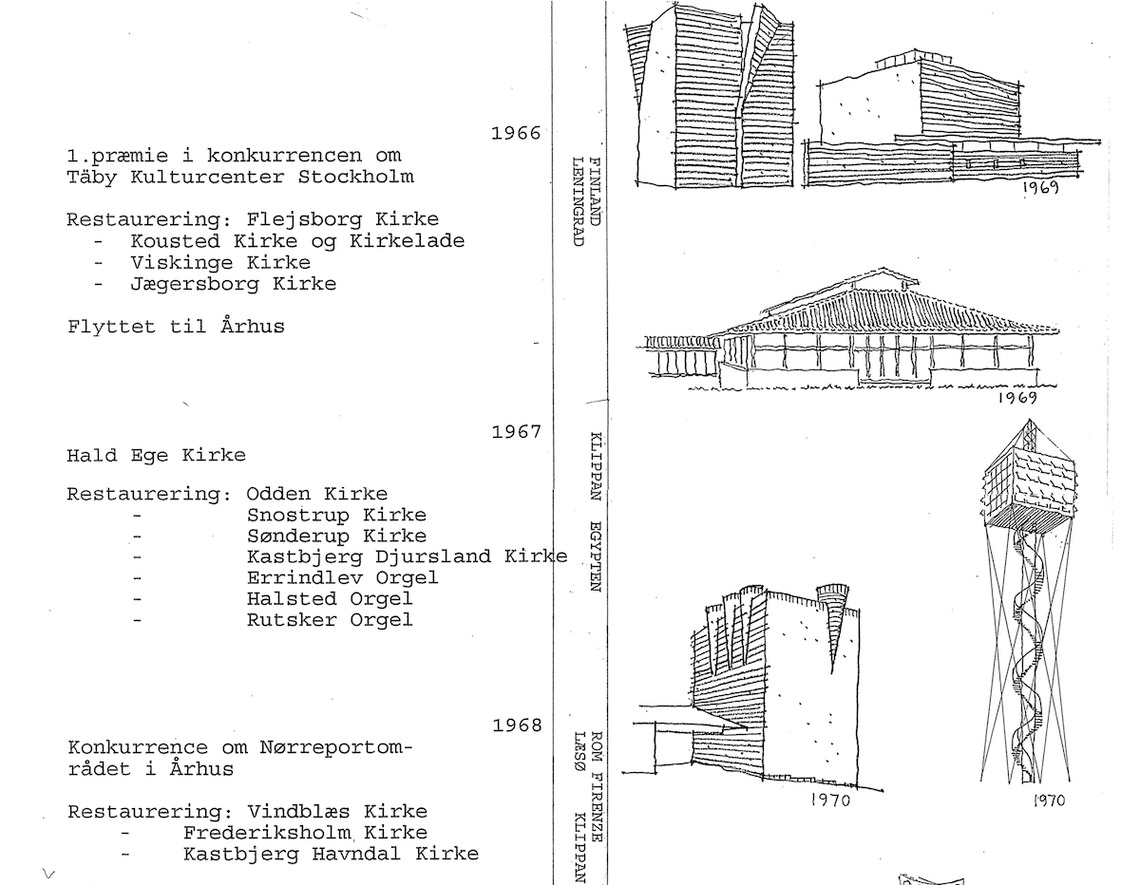 1966
1.præmie i konkurrencen om
Täby Kulturcenter Stockholm
Restaurering: Flejsborg Kirke
- Kousted Kirke og Kirkelade
- Viskinge Kirke
- Jægersborg Kirke
Flyttet til Århus
1967
Hald Ege Kirke
Restaurering: Odden Kirke
- Snostrup Kirke
- Sønderup Kirke
- Kastbjerg Djursland Kirke
- Errindlev Orgel
- Halsted Orgel
- Rutsker Orgel
1968
Konkurrence om Nørreportom-
rådet i Århus
Restaurering: Vindblæs Kirke
- Frederiksholm Kirke
- Kastbjerg Havndal Kirke
FINLAND
LENINGRAD
KLIPPAN EGYPTEN
ROM FIRENZE
LÆSØ KLIPPAN
1969
1969
1970
1970